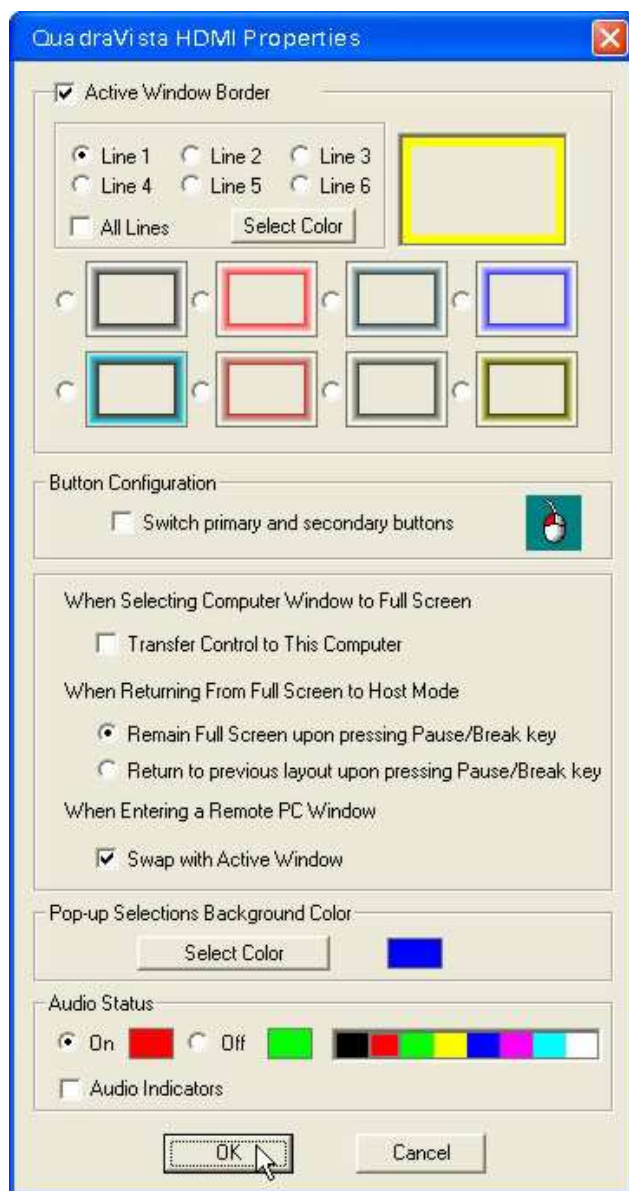 QuadraVista HDMI Properties
Active Window Border
Line 1 Line 2 Line 3
Line 4 Line 5 Line 6
All Lines Select Color
Button Configuration
Switch primary and secondary buttons
When Selecting Computer Window to Full Screen
Transfer Control to This Computer
When Returning From Full Screen to Host Mode
Remain Full Screen upon pressing Pause/Break key
Return to previous layout upon pressing Pause/Break key
When Entering a Remote PC Window
Swap with Active Window
Pop-up Selections Background Color
Select Color
Audio Status
On Off
Audio Indicators
OK Cancel